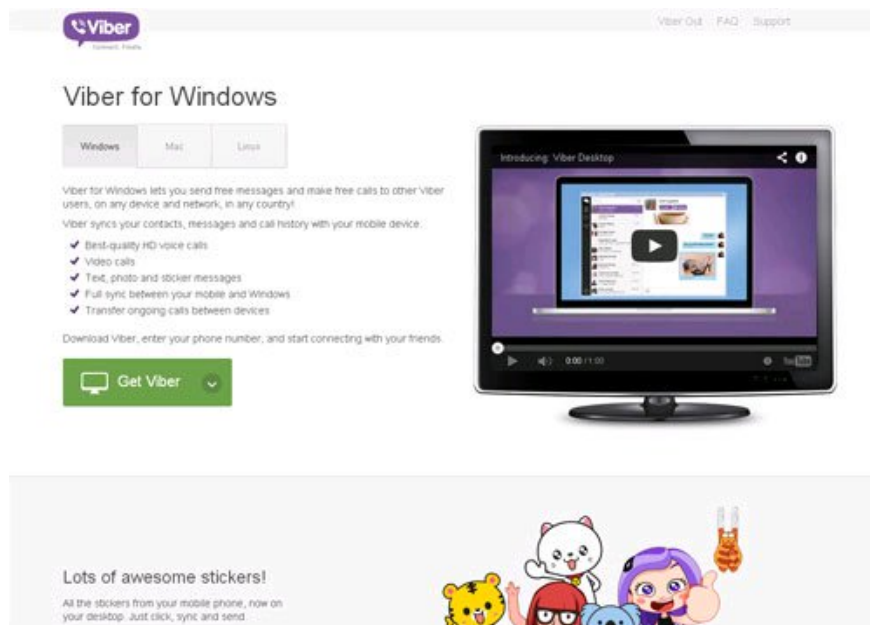 Viber
Viber Out FAQ Support
Viber for Windows
Windows Mac Linux
Viber for Windows lets you send free messages and make free calls to other Viber
users, on any device and network, in any country!
Viber syncs your contacts, messages and call history with your mobile device.
Best-quality HD voice calls
Video calls
Text, photo and sticker messages
Full sync between your mobile and Windows
Transfer ongoing calls between devices
Download Viber, enter your phone number, and start connecting with your friends.
Get Viber
Introducing: Viber Desktop
0:00 / 1:00
YouTube
Lots of awesome stickers!
All the stickers from your mobile phone, now on
your desktop. Just click, sync and send.